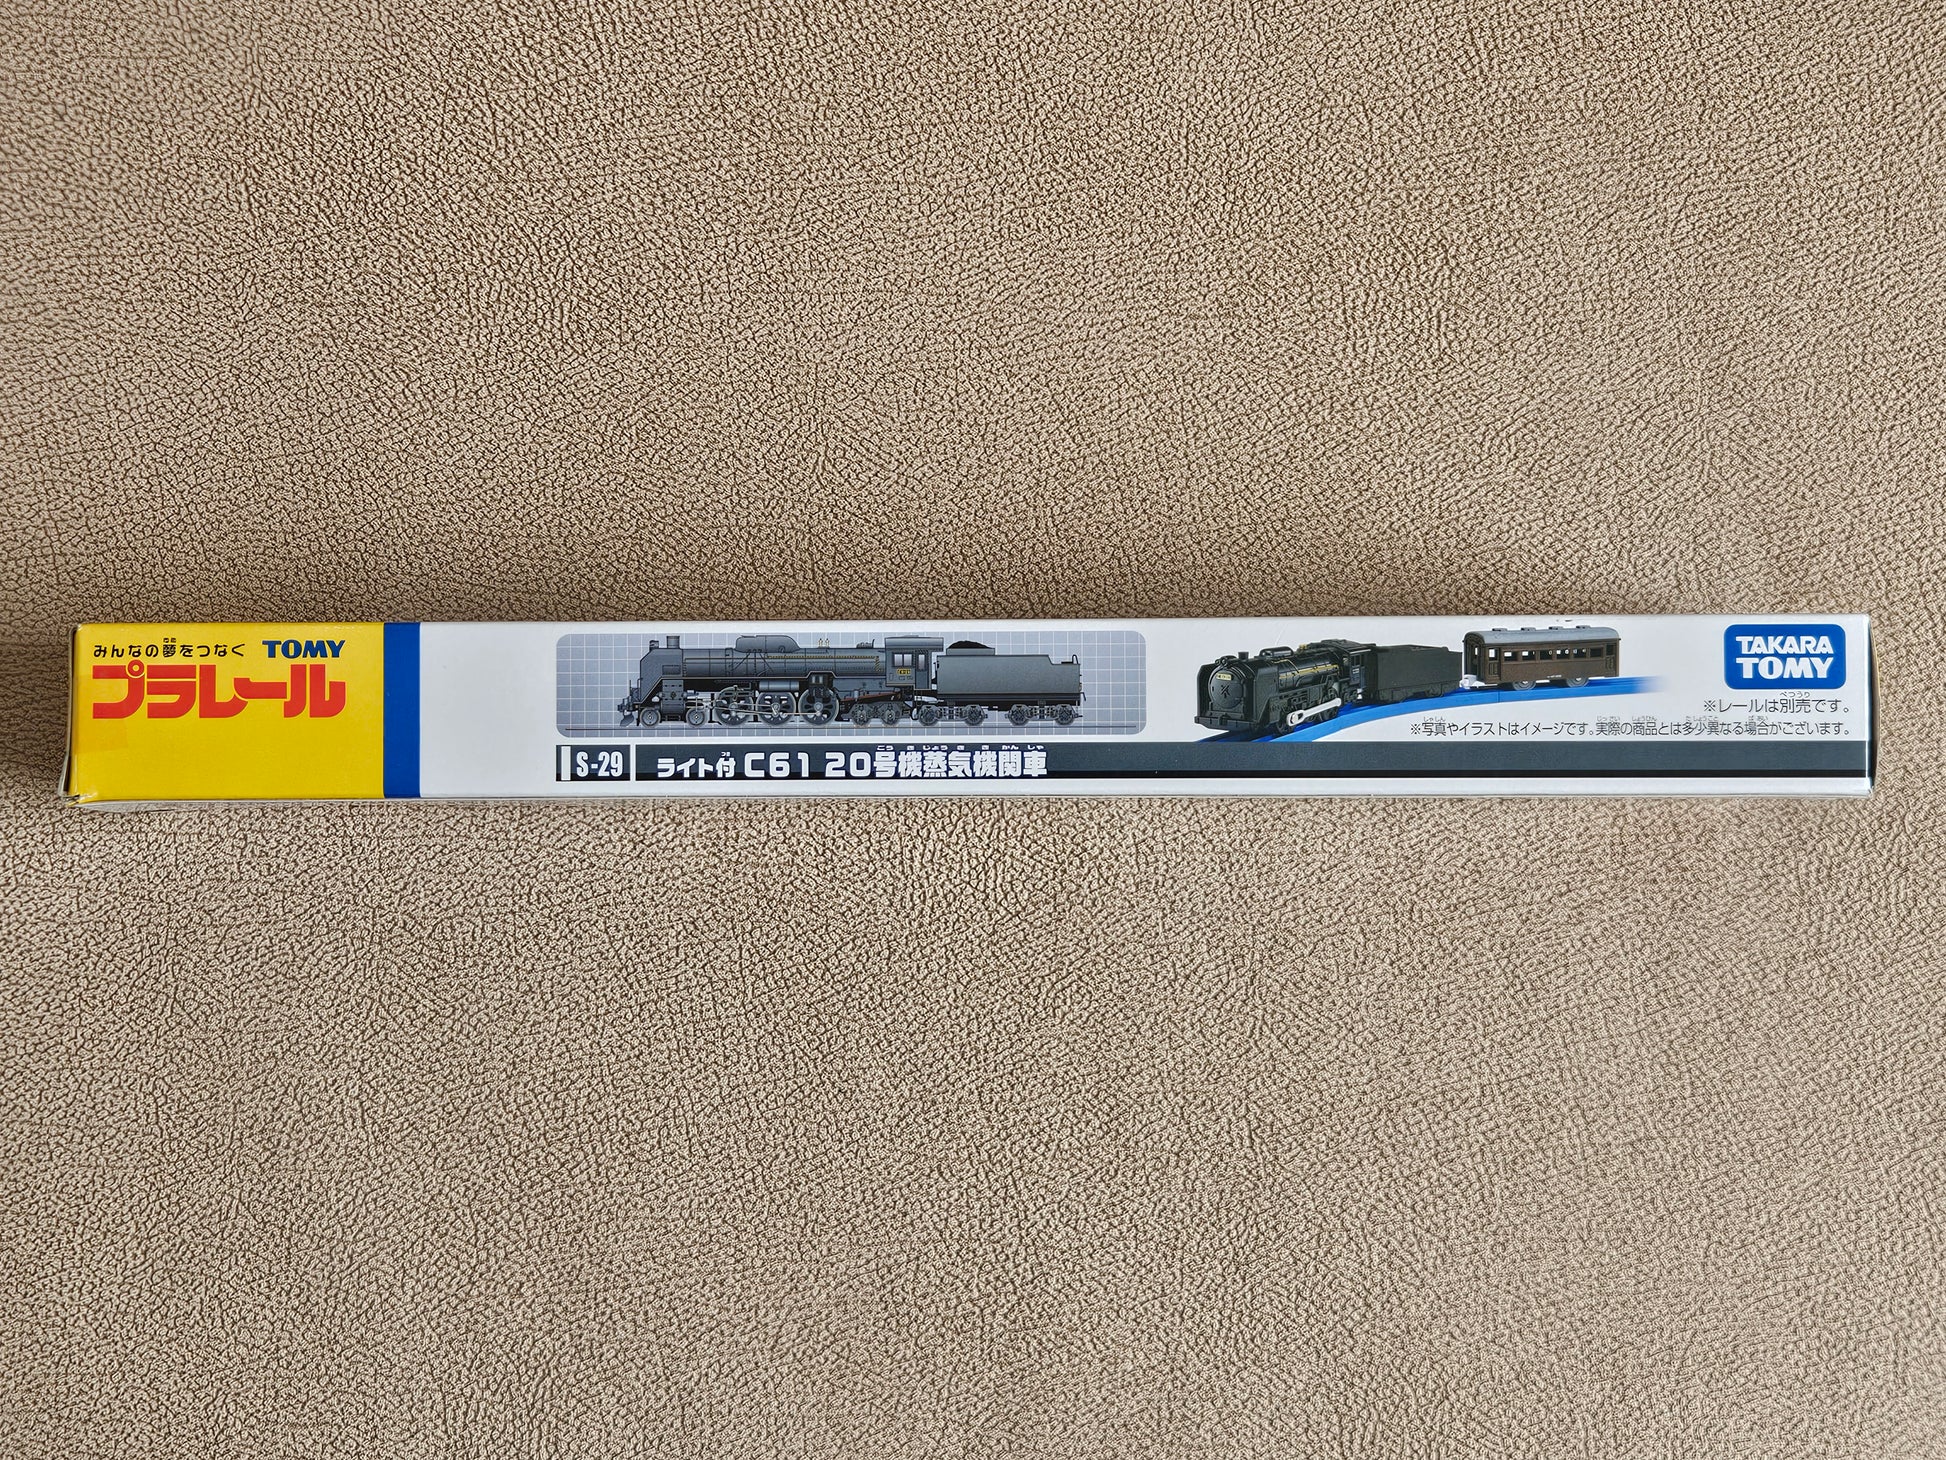 みんなの夢をつなく TOMY
プラレール
S-29 ライト付 C61 20号機蒸気機関車
TAKARA
TOMY
※レールは別売です。
※写真やイラストはイメージです。実際の商品とは多少異なる場合がございます。